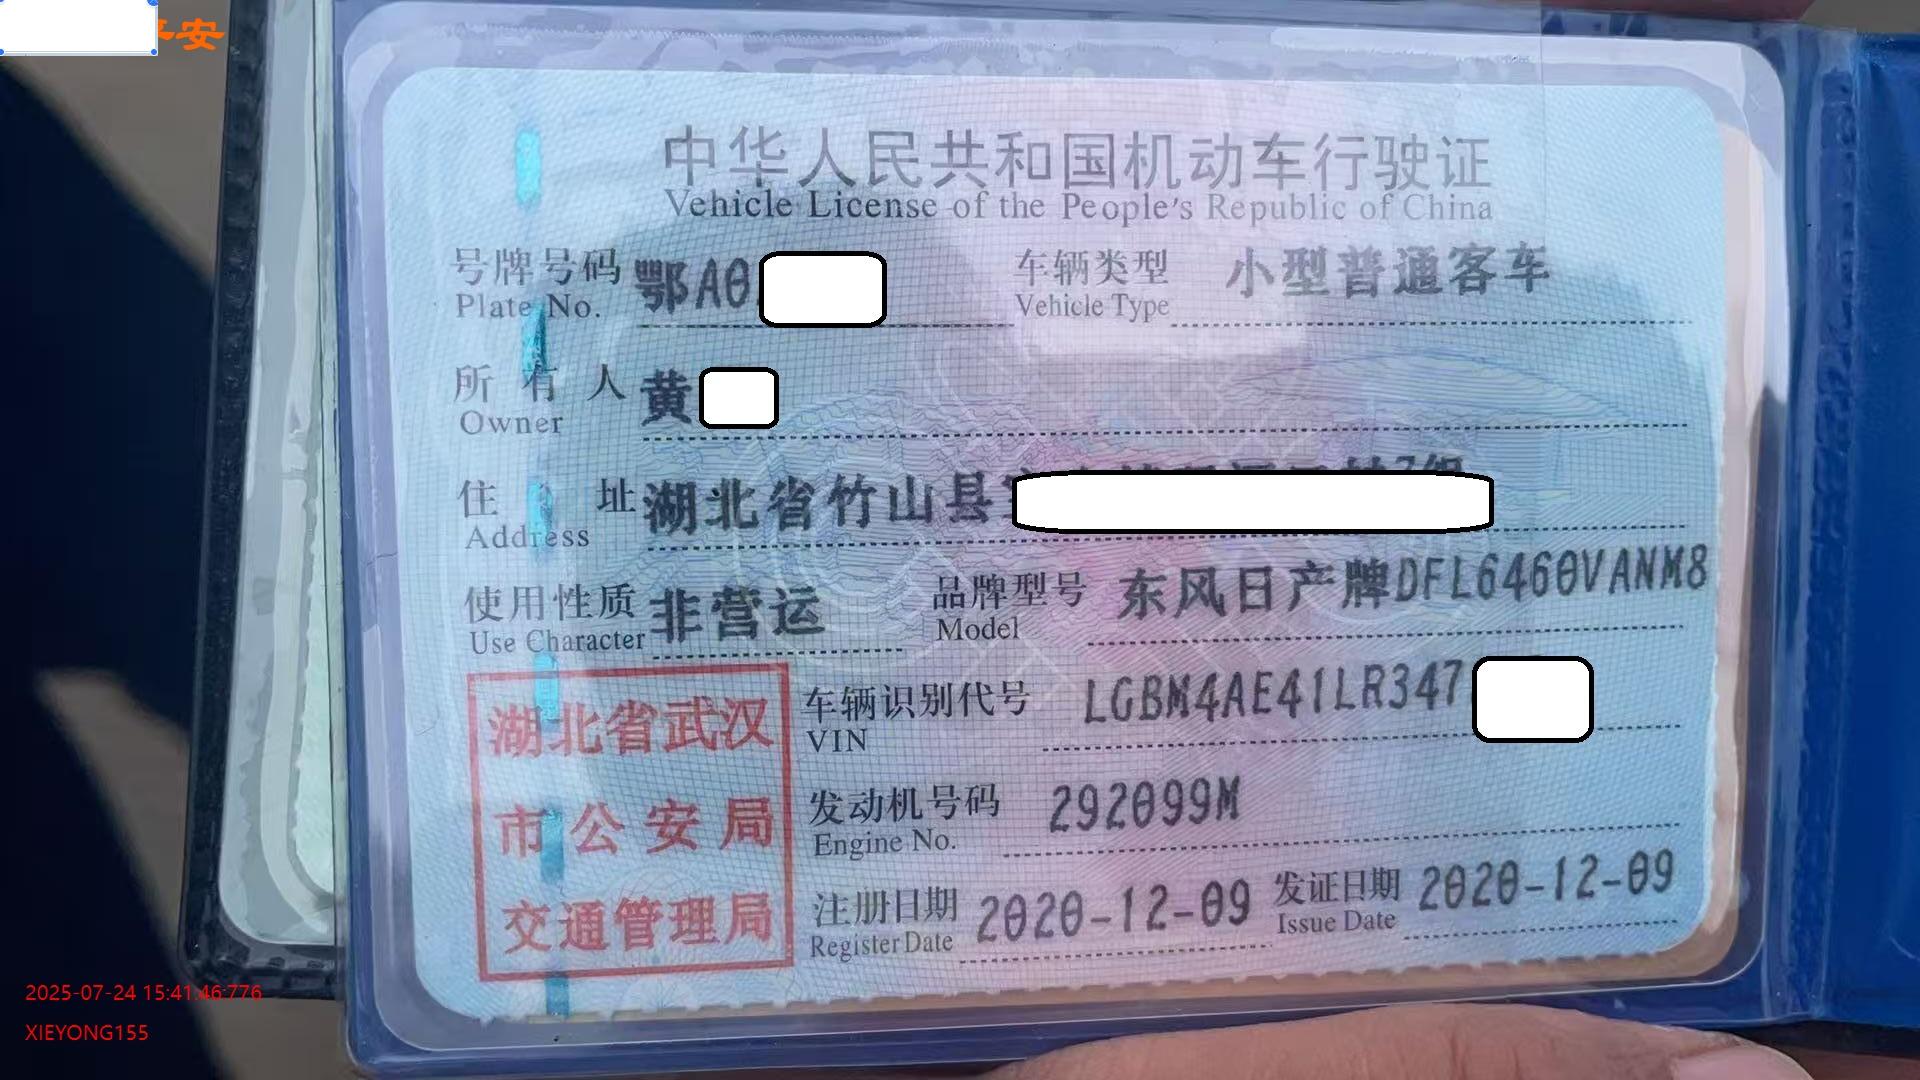 安
中华人民共和国机动车行驶证
Vehicle License of the People's Republic of China
号牌号码 鄂A0 车辆类型 小型普通客车
Plate No. Vehicle Type
所有人 黄
Owner
住址 湖北省竹山县
Address
使用性质 非营运 品牌型号 东风日产牌DFL6460VANM8
Use Character Model
湖北省武汉
市公安局
交通管理局
车辆识别代号 LGBM4AE41LR347
VIN
发动机号码 292099M
Engine No.
注册日期 2020-12-09 发证日期 2020-12-09
Register Date Issue Date
2025-07-24 15:41:46:776
XIEYONG155